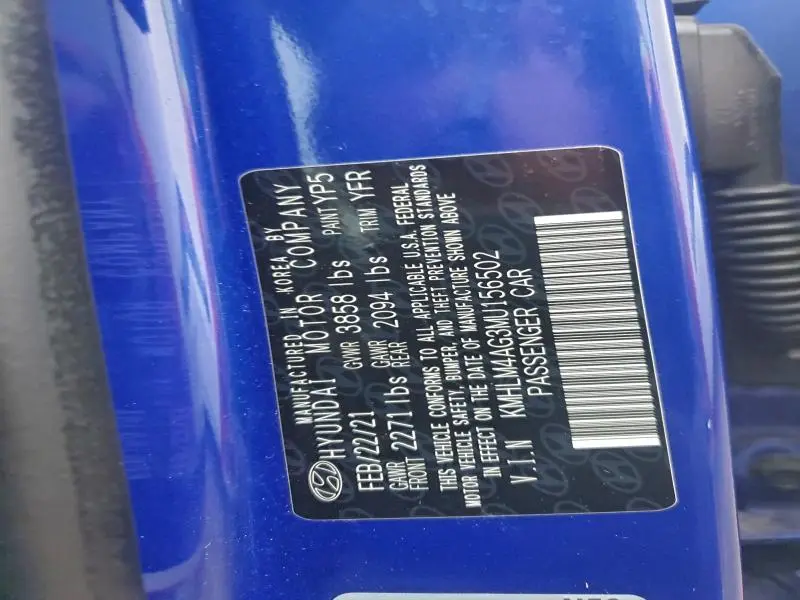 MANUFACTURED IN KOREA BY
HYUNDAI MOTOR COMPANY
FEB/22/21 GVWR 3858 lbs PAINT YP5
GAWR FRONT 2271 lbs GAWR REAR 2094 lbs TRIM YFR
THIS VEHICLE CONFORMS TO ALL APPLICABLE U.S.A. FEDERAL
MOTOR VEHICLE SAFETY, BUMPER, AND THEFT PREVENTION STANDARDS
IN EFFECT ON THE DATE OF MANUFACTURE SHOWN ABOVE
V.I.N KMHLM4AG3MU156502
PASSENGER CAR